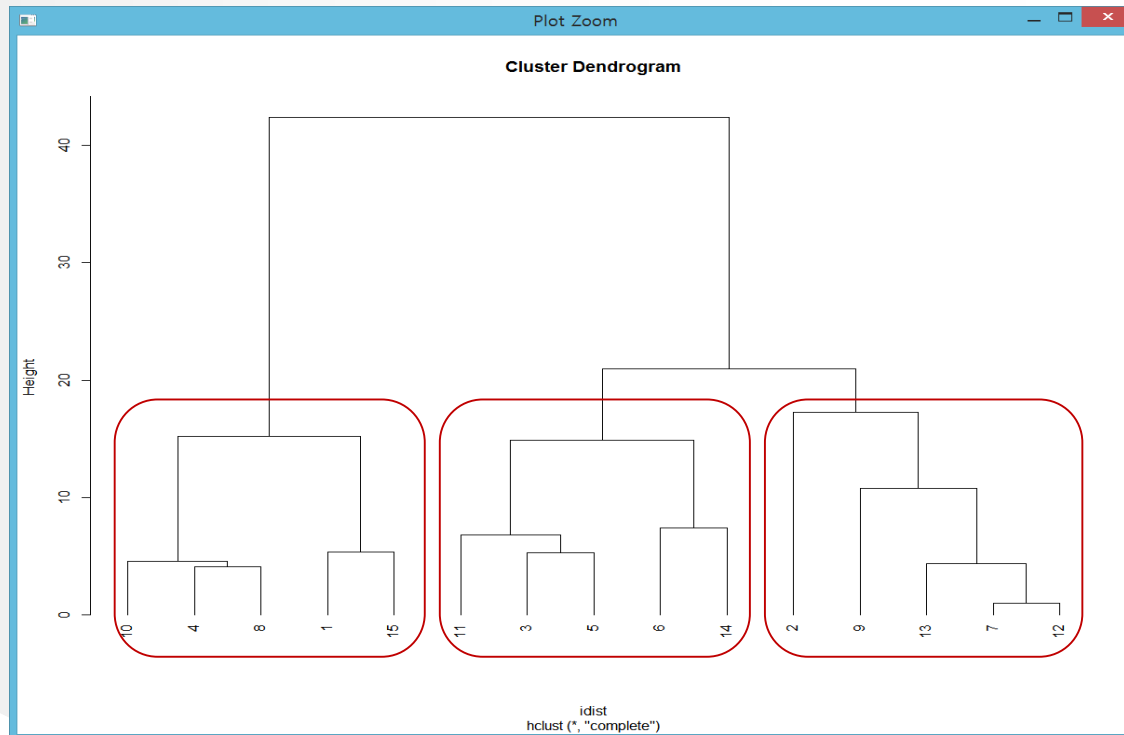 Plot Zoom
Cluster Dendrogram
Height
40
30
20
10
0
10 4 8 1 15 11 3 5 6 14 2 9 13 7 12
idist
hclust (*, "complete")